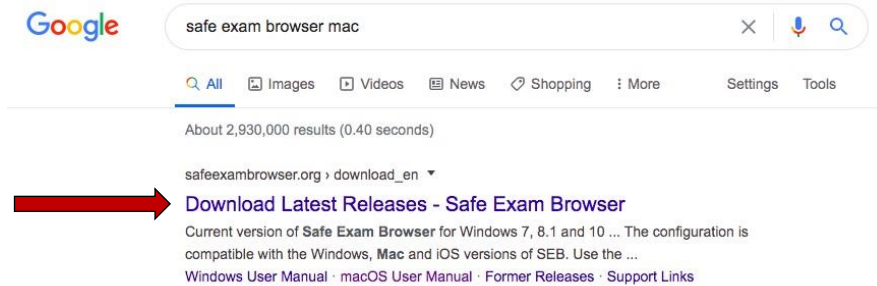 Google
safe exam browser mac
All Images Videos News Shopping More Settings Tools
About 2,930,000 results (0.40 seconds)
safeexambrowser.org › download_en
Download Latest Releases - Safe Exam Browser
Current version of Safe Exam Browser for Windows 7, 8.1 and 10 ... The configuration is
compatible with the Windows, Mac and iOS versions of SEB. Use the ...
Windows User Manual · macOS User Manual · Former Releases · Support Links